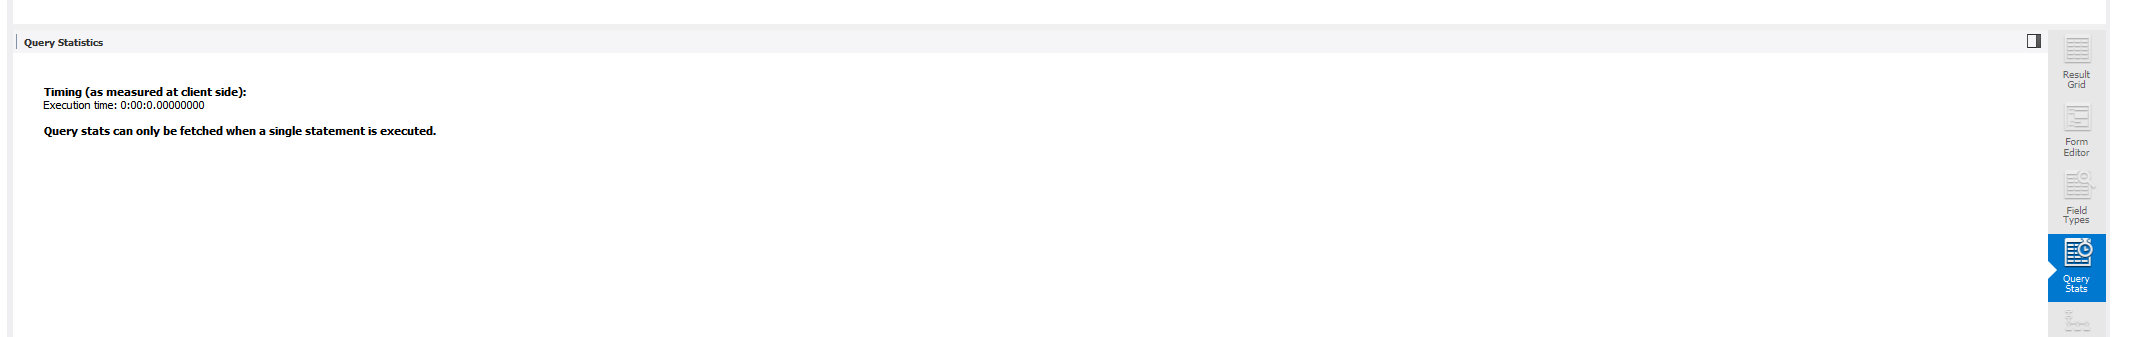 Query Statistics
Timing (as measured at client side):
Execution time: 0:00:0.00000000
Query stats can only be fetched when a single statement is executed.
Result
Grid
Form
Editor
Field
Types
Query
Stats